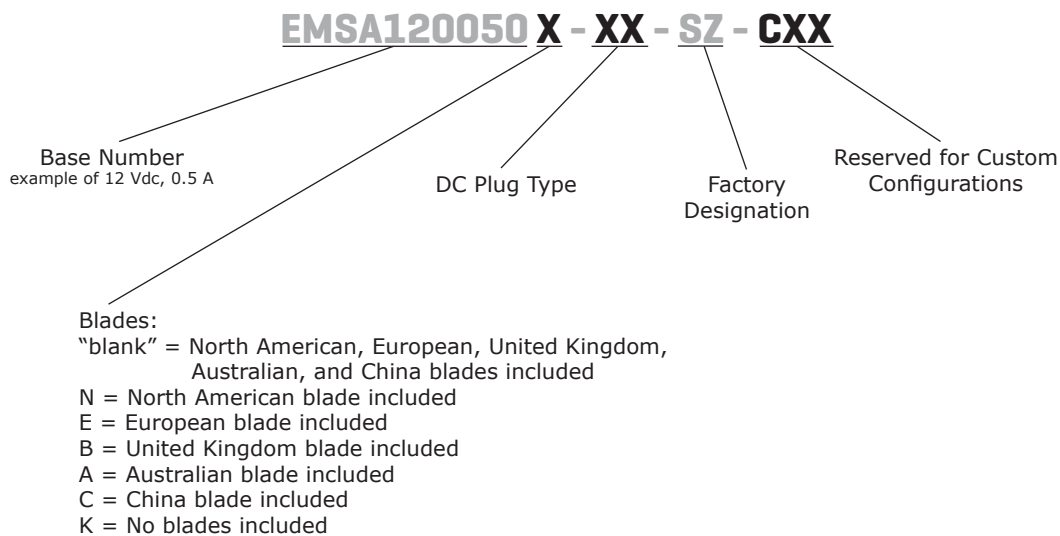 EMSA120050 X - XX - SZ - CXX
Base Number
example of 12 Vdc, 0.5 A
DC Plug Type
Factory
Designation
Reserved for Custom
Configurations
Blades:
“blank” = North American, European, United Kingdom,
Australian, and China blades included
N = North American blade included
E = European blade included
B = United Kingdom blade included
A = Australian blade included
C = China blade included
K = No blades included